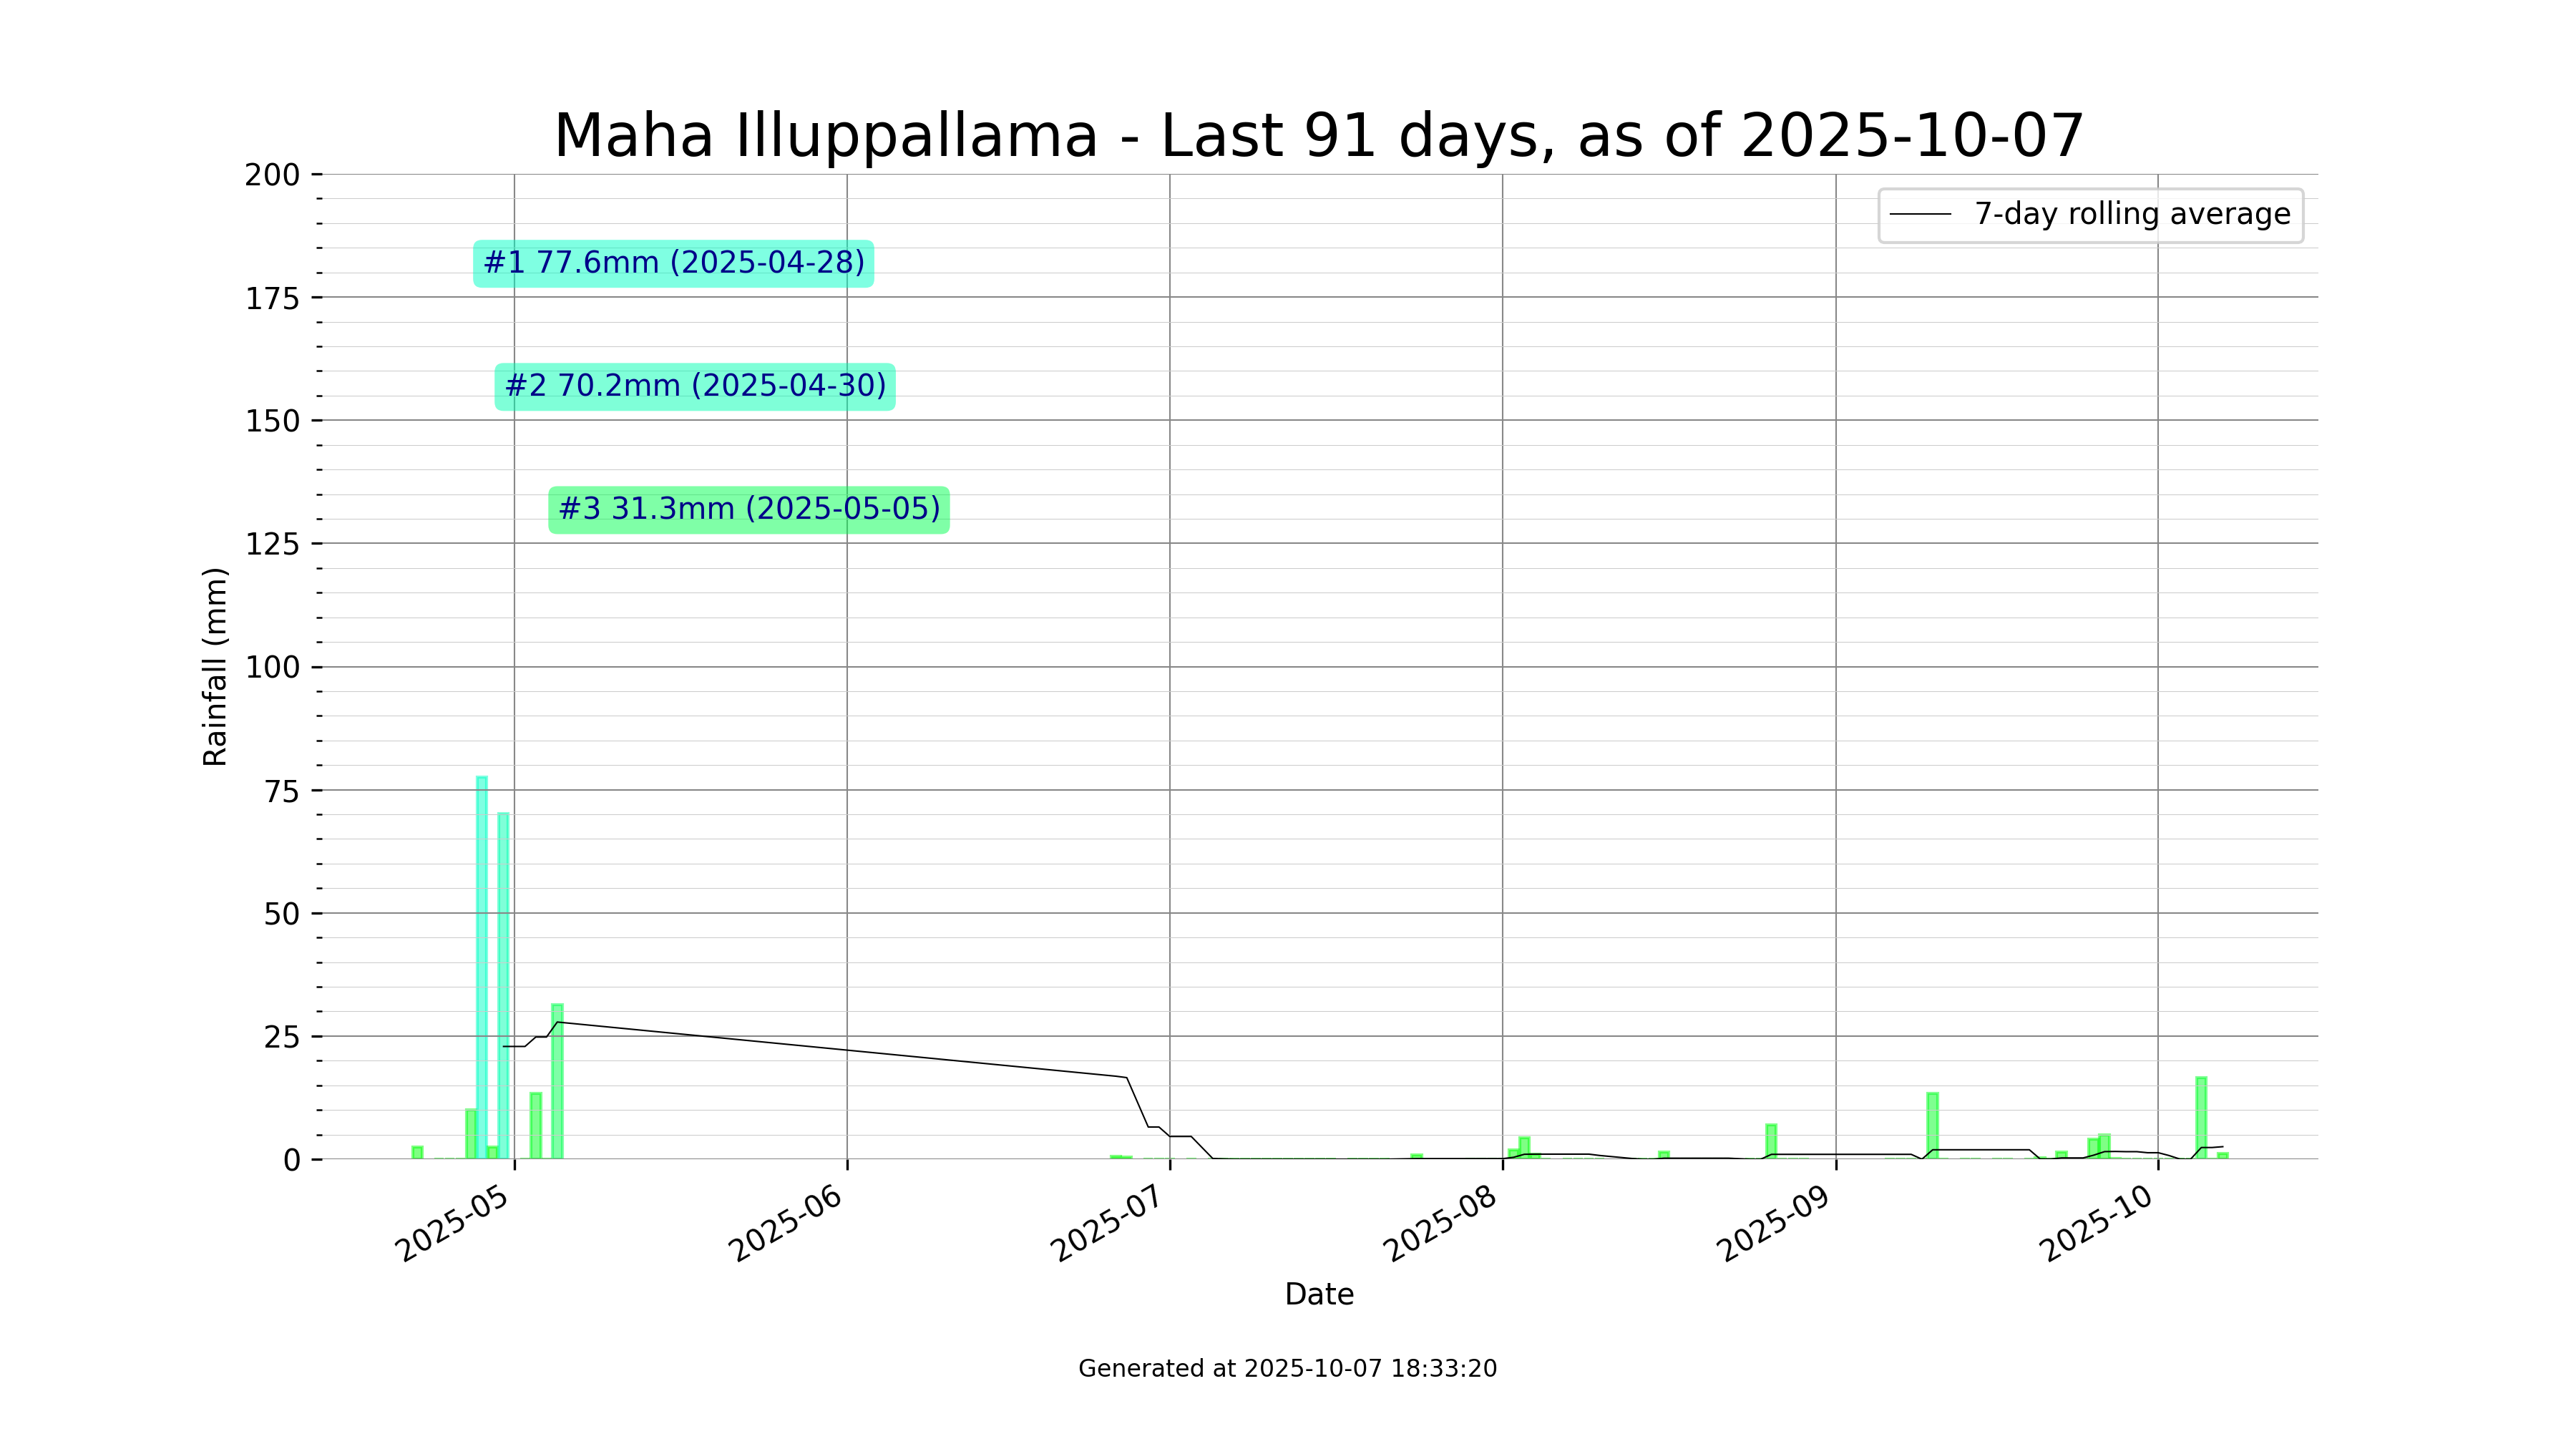 Maha Illuppallama - Last 91 days, as of 2025-10-07
200
175
150
125
100
75
50
25
0
Rainfall (mm)
7-day rolling average
#1 77.6mm (2025-04-28)
#2 70.2mm (2025-04-30)
#3 31.3mm (2025-05-05)
2025-05
2025-06
2025-07
2025-08
2025-09
2025-10
Date
Generated at 2025-10-07 18:33:20